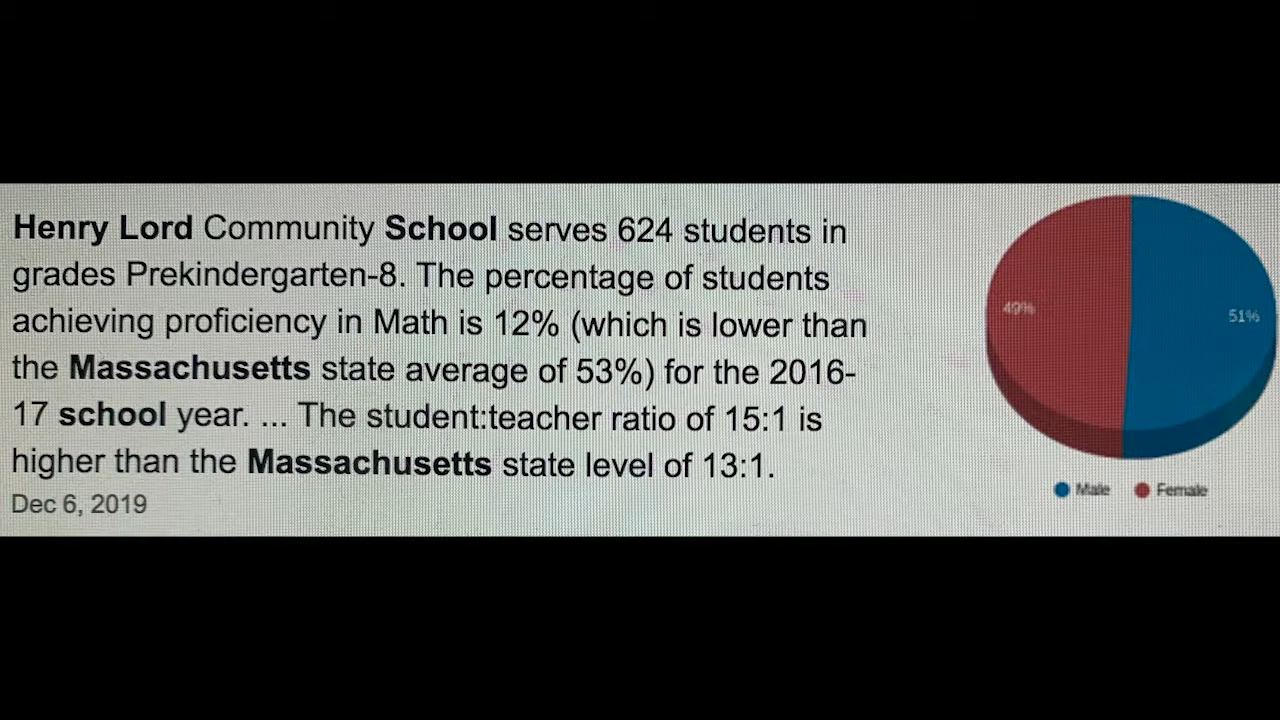 Henry Lord Community School serves 624 students in
grades Prekindergarten-8. The percentage of students
achieving proficiency in Math is 12% (which is lower than
the Massachusetts state average of 53%) for the 2016-
17 school year. ... The student:teacher ratio of 15:1 is
higher than the Massachusetts state level of 13:1.
Dec 6, 2019
49%
51%
Male Female